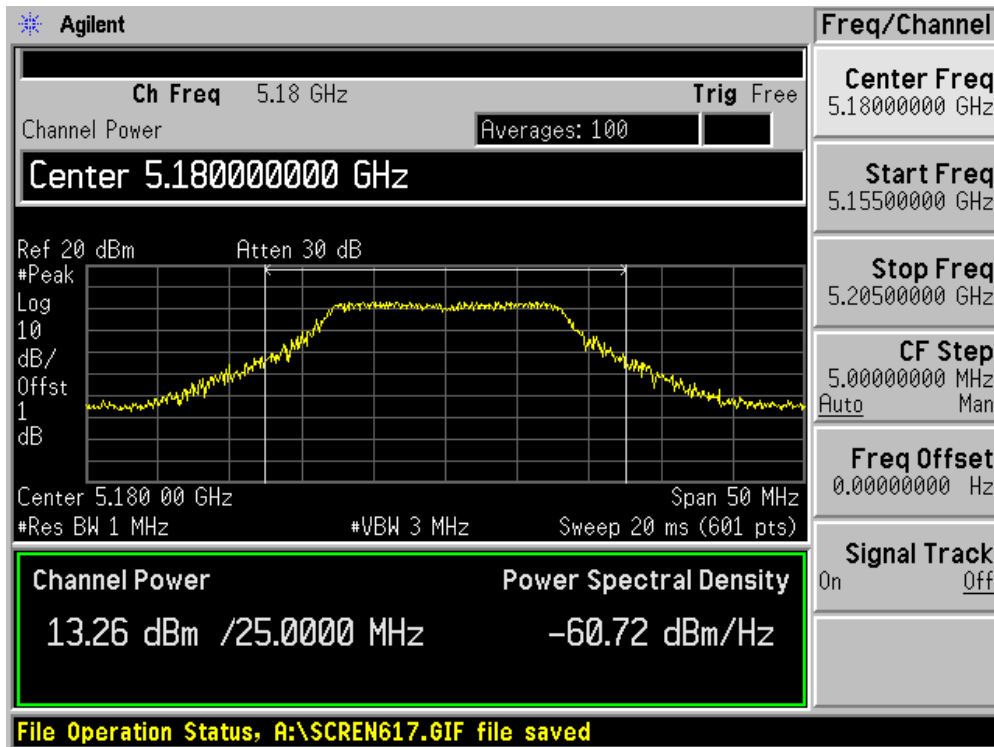 Agilent
Freq/Channel
Ch Freq 5.18 GHz Trig Free
Channel Power Averages: 100
Center 5.180000000 GHz
Ref 20 dBm Atten 30 dB
#Peak
Log
10
dB/
Offst
1
dB
Center 5.180 00 GHz Span 50 MHz
#Res BW 1 MHz #VBW 3 MHz Sweep 20 ms (601 pts)
Channel Power Power Spectral Density
13.26 dBm /25.0000 MHz -60.72 dBm/Hz
File Operation Status, A:\SCREN617.GIF file saved
Center Freq
5.18000000 GHz
Start Freq
5.15500000 GHz
Stop Freq
5.20500000 GHz
CF Step
5.00000000 MHz
Auto Man
Freq Offset
0.00000000 Hz
Signal Track
On Off